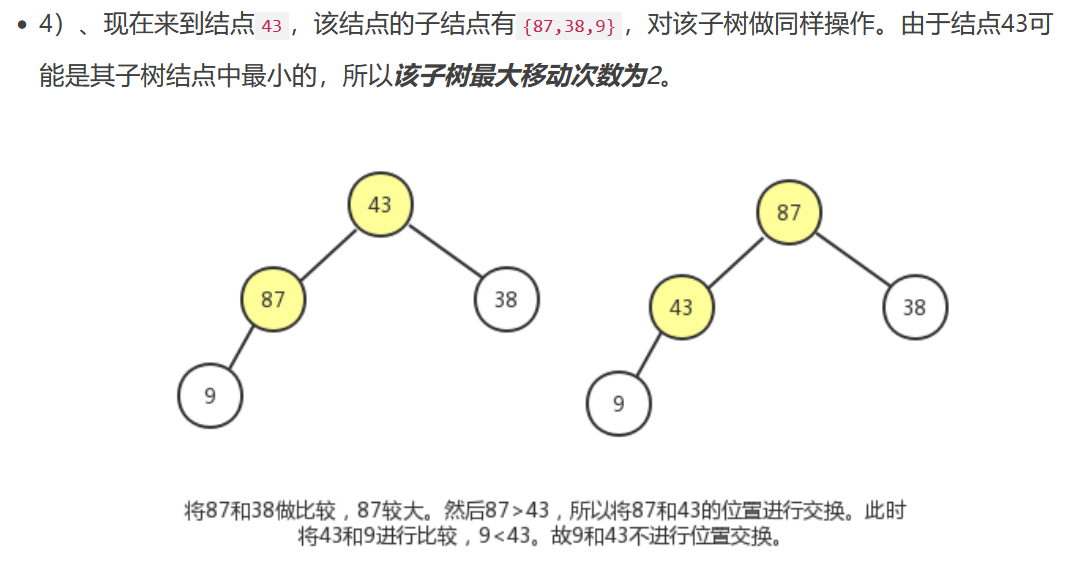 4）、现在来到结点 43，该结点的子结点有 {87,38,9}，对该子树做同样操作。由于结点43可
能是其子树结点中最小的，所以该子树最大移动次数为2。
43
87
87
38
43
38
9
9
将87和38做比较，87较大。然后87>43，所以将87和43的位置进行交换。此时
将43和9进行比较，9<43。故9和43不进行位置交换。